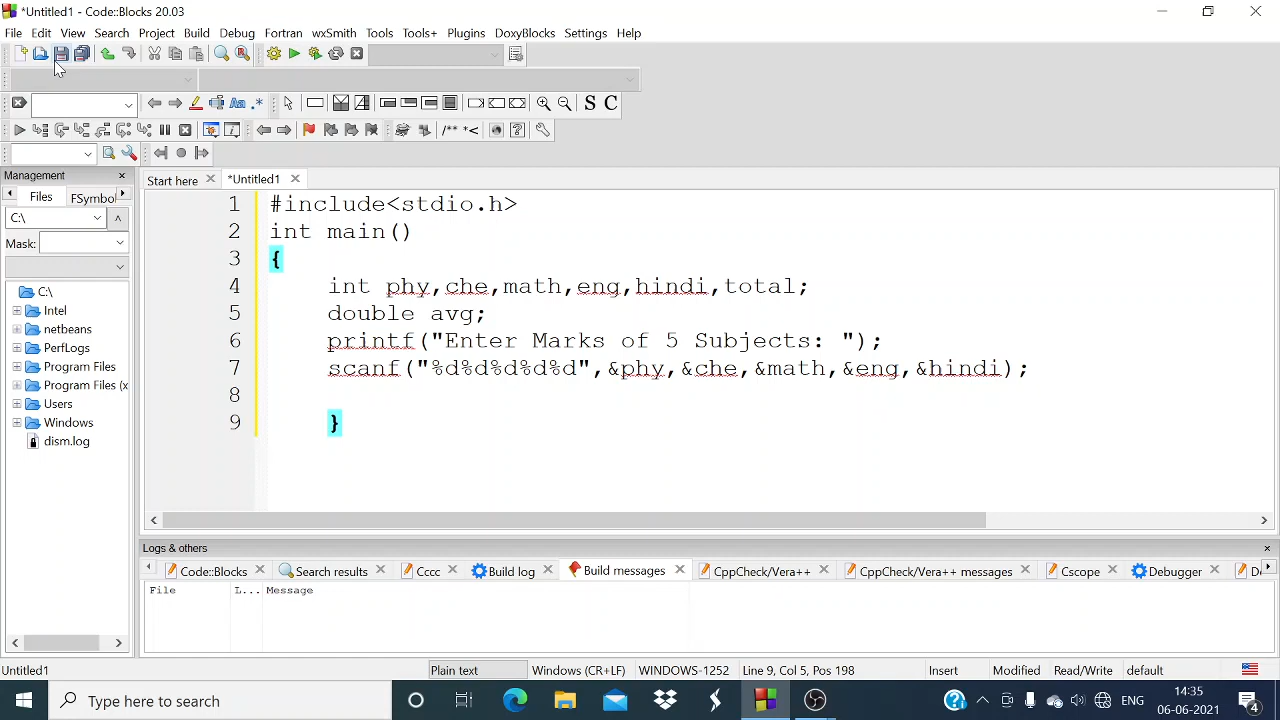 *Untitled1 - Code::Blocks 20.03
File Edit View Search Project Build Debug Fortran wxSmith Tools Tools+ Plugins DoxyBlocks Settings Help
Aa .* S C
/** *<
Management
Files FSymbol
Start here *Untitled1
C:\
Mask:
C:\
Intel
netbeans
PerfLogs
Program Files
Program Files (x
Users
Windows
dism.log
1 #include<stdio.h>
2 int main()
3 {
4 int phy,che,math,eng,hindi,total;
5 double avg;
6 printf("Enter Marks of 5 Subjects: ");
7 scanf("%d%d%d%d%d",&phy,&che,&math,&eng,&hindi);
8
9 }
Logs & others
Code::Blocks Search results Cccc Build log Build messages CppCheck/Vera++ CppCheck/Vera++ messages Cscope Debugger
File L... Message
Untitled1 Plain text Windows (CR+LF) WINDOWS-1252 Line 9, Col 5, Pos 198 Insert Modified Read/Write default
Type here to search
ENG
14:35
06-06-2021
4